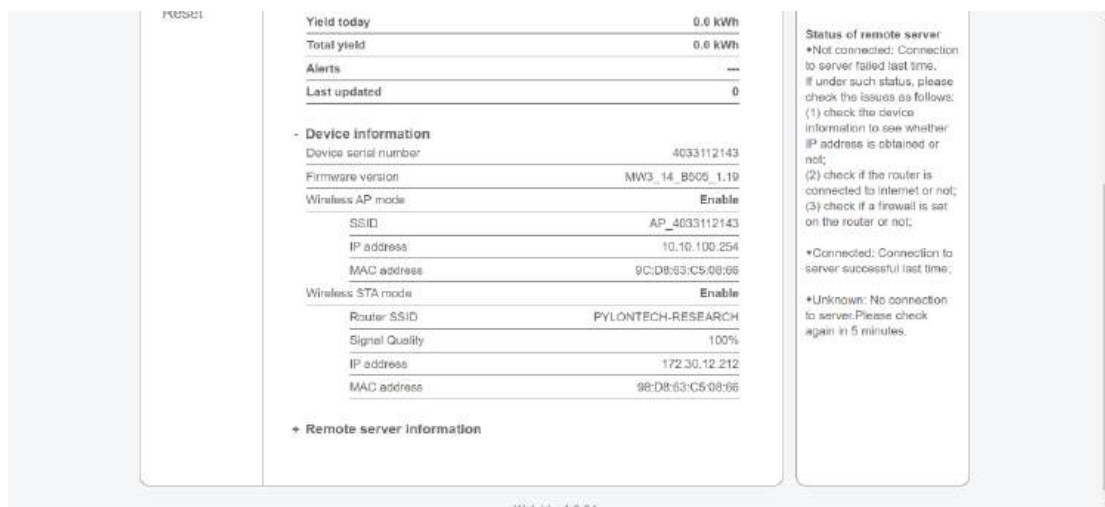 Reset
Yield today 0.0 kWh
Total yield 0.0 kWh
Alerts ---
Last updated 0
- Device information
Device serial number 4033112143
Firmware version MW3_14_B505_1.19
Wireless AP mode Enable
SSID AP_4033112143
IP address 10.10.100.254
MAC address 9C:D8:63:C5:08:66
Wireless STA mode Enable
Router SSID PYLONTECH-RESEARCH
Signal Quality 100%
IP address 172.30.12.212
MAC address 98:D8:63:C5:08:66
+ Remote server information
Status of remote server
•Not connected: Connection
to server failed last time.
If under such status, please
check the issues as follows:
(1) check the device
information to see whether
IP address is obtained or
not;
(2) check if the router is
connected to internet or not;
(3) check if a firewall is set
on the router or not;
•Connected: Connection to
server successful last time;
•Unknown: No connection
to server.Please check
again in 5 minutes.